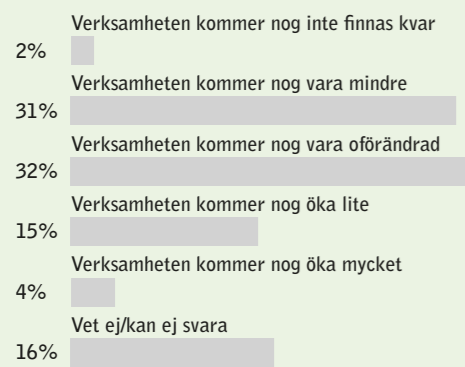 Verksamheten kommer nog inte finnas kvar
2%
Verksamheten kommer nog vara mindre
31%
Verksamheten kommer nog vara oförändrad
32%
Verksamheten kommer nog öka lite
15%
Verksamheten kommer nog öka mycket
4%
Vet ej/kan ej svara
16%